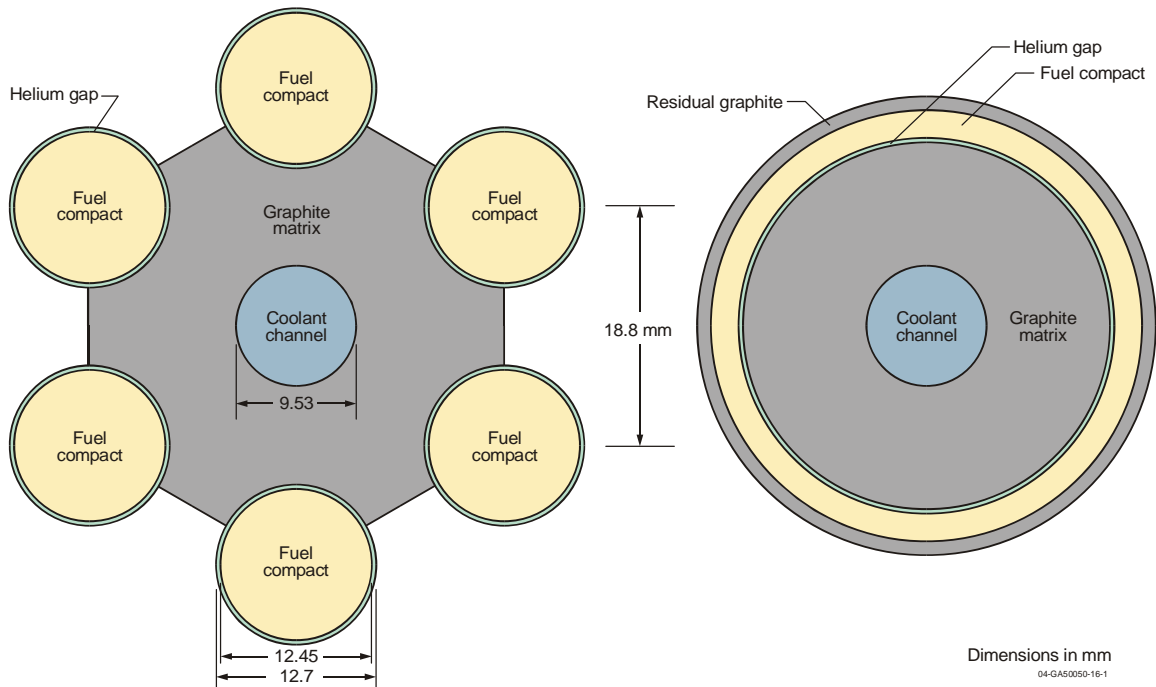 Fuel
compact
Helium gap
Fuel
compact
Fuel
compact
Graphite
matrix
Coolant
channel
9.53
18.8 mm
Fuel
compact
Fuel
compact
Fuel
compact
12.45
12.7
Helium gap
Fuel compact
Residual graphite
Coolant
channel
Graphite
matrix
Dimensions in mm
04-GA50050-16-1